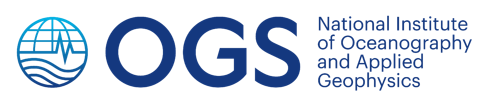 OGS
National Institute
of Oceanography
and Applied
Geophysics